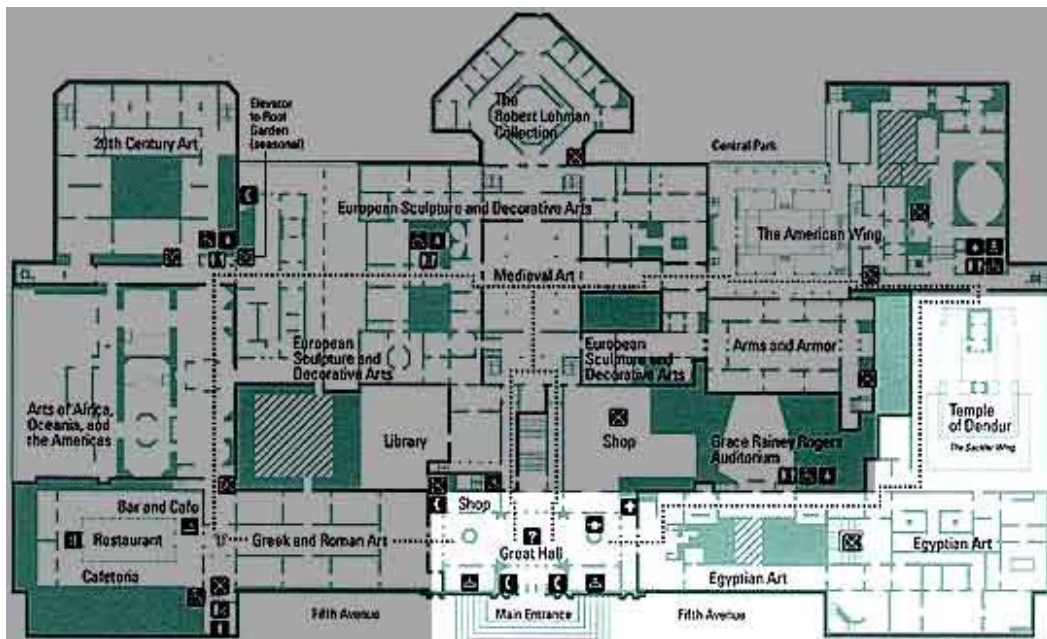 The
Robert Lehman
Collection
Elevator
to Roof
Garden
(seasonal)
20th Century Art
Central Park
European Sculpture and Decorative Arts
The American Wing
Medieval Art
European
Sculpture and
Decorative Arts
European
Sculpture and
Decorative Arts
Arms and Armor
Arts of Africa,
Oceania, and
the Americas
Library
Shop
Grace Rainey Rogers
Auditorium
Temple
of Dendur
The Sackler Wing
Bar and Cafe
Shop
Restaurant
Greek and Roman Art
?
Great Hall
Egyptian Art
Cafeteria
Egyptian Art
Fifth Avenue
Main Entrance
Fifth Avenue